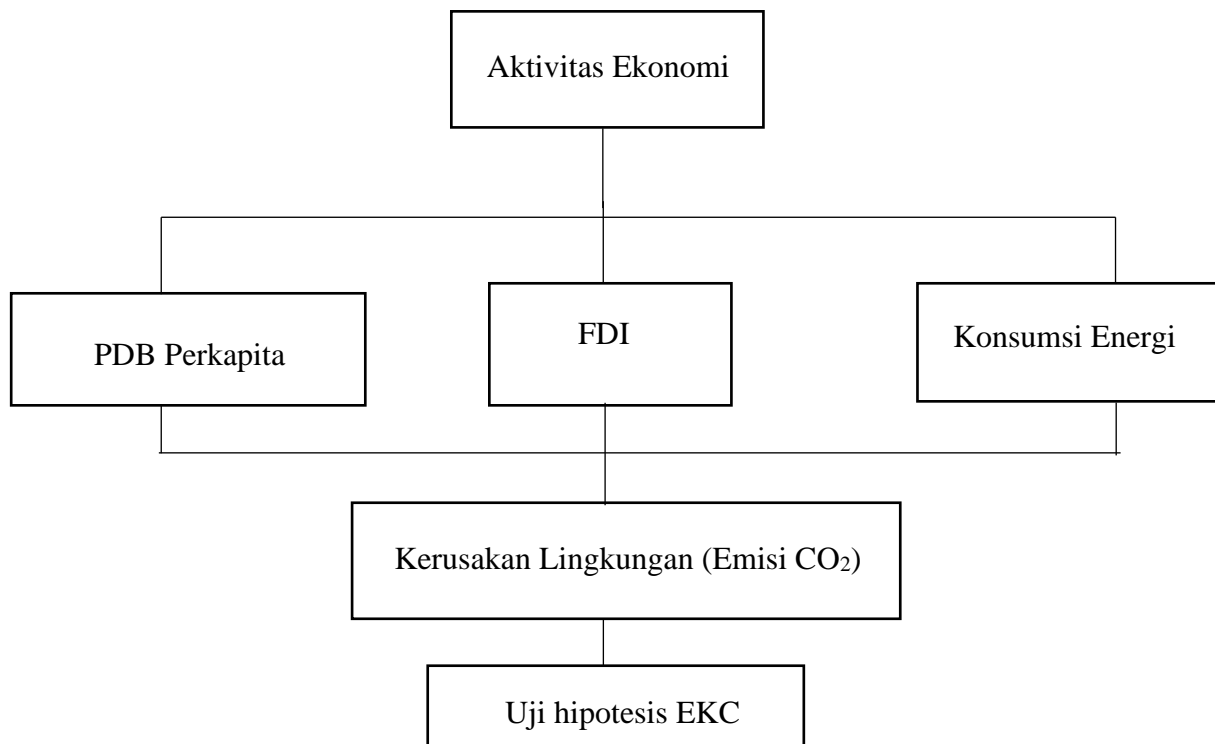 Aktivitas Ekonomi
PDB Perkapita
FDI
Konsumsi Energi
Kerusakan Lingkungan (Emisi CO₂)
Uji hipotesis EKC